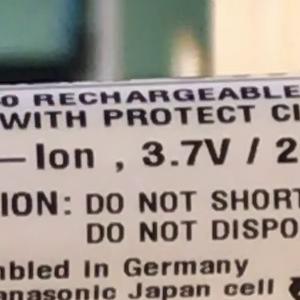 0 RECHARGEABLE
WITH PROTECT CI
—Ion , 3.7V / 2
ION: DO NOT SHORT
DO NOT DISPO
mbled In Germany
anasonic Japan cell